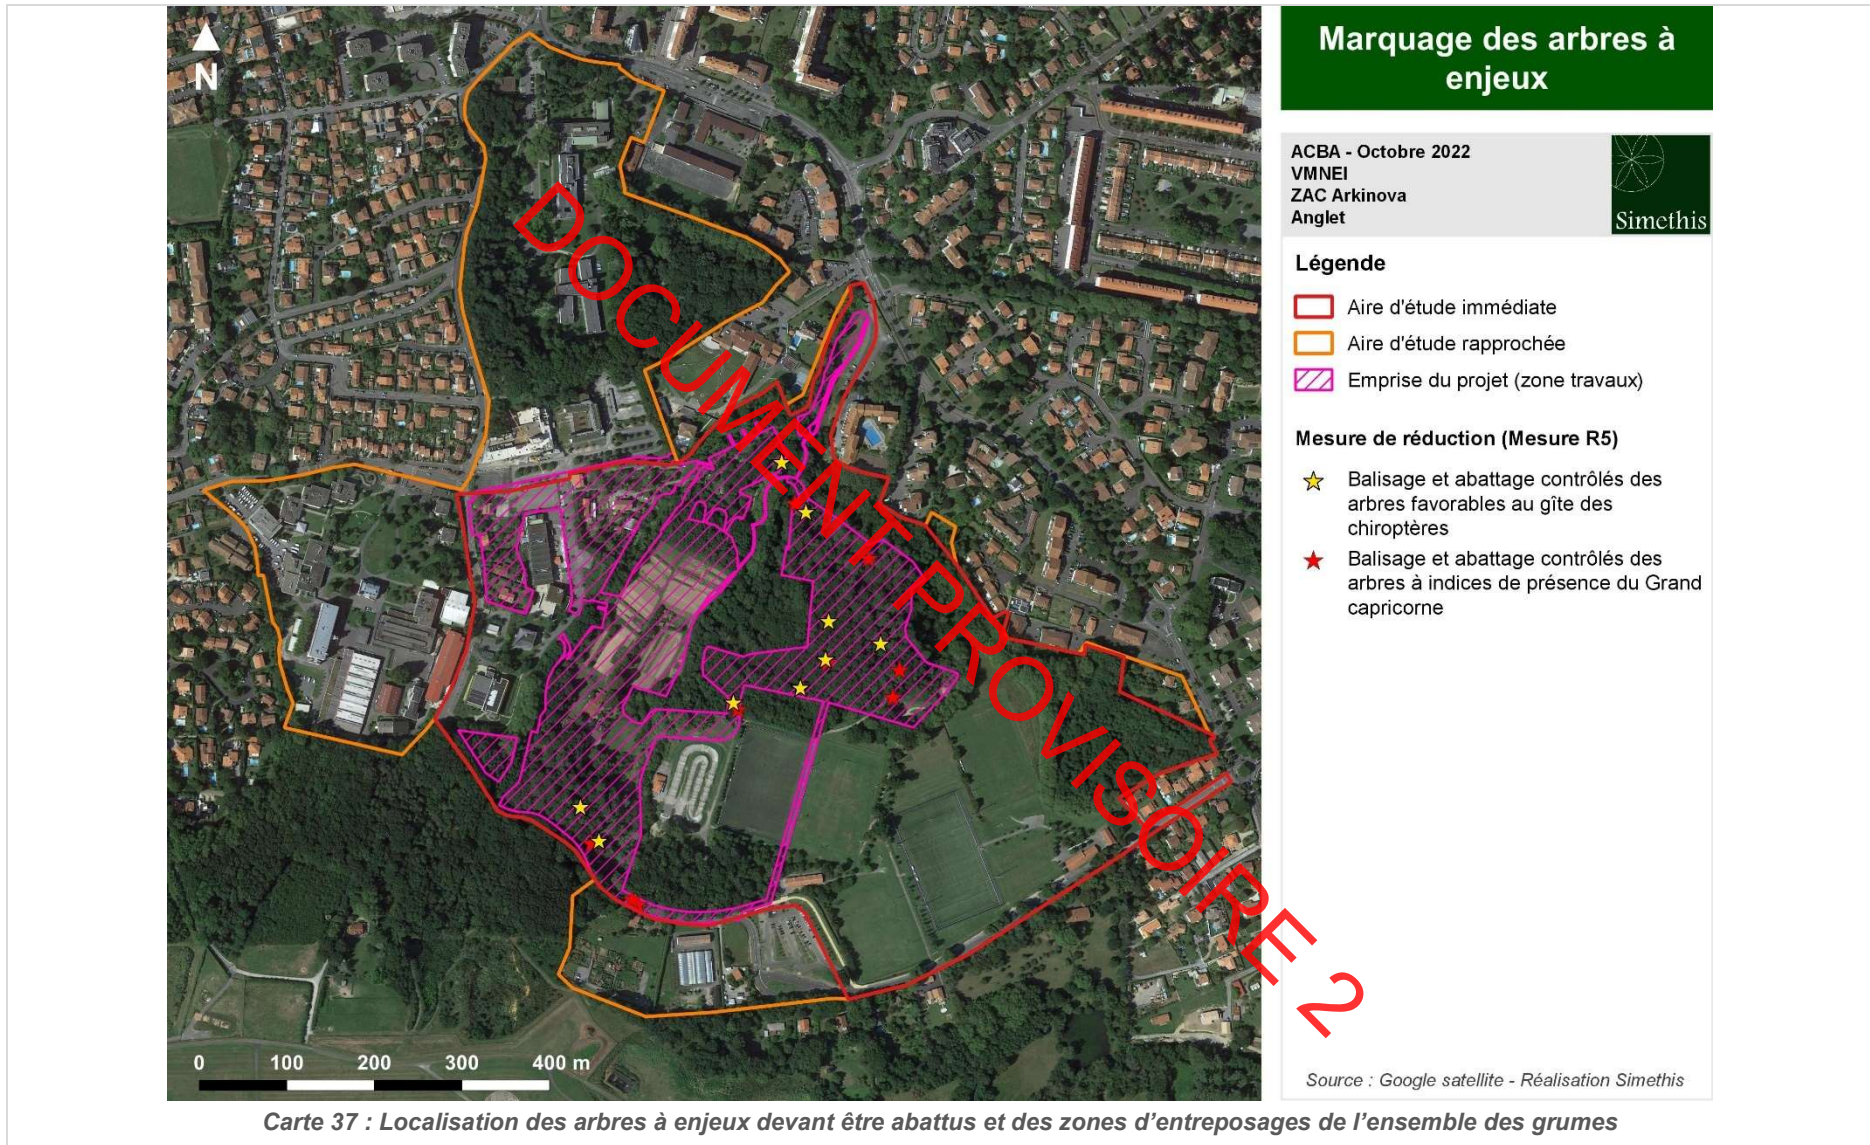 N
Marquage des arbres à
enjeux
ACBA - Octobre 2022
VMNEI
ZAC Arkinova
Anglet
Simethis
Légende
Aire d'étude immédiate
Aire d'étude rapprochée
Emprise du projet (zone travaux)
Mesure de réduction (Mesure R5)
Balisage et abattage contrôlés des
arbres favorables au gîte des
chiroptères
Balisage et abattage contrôlés des
arbres à indices de présence du Grand
capricorne
DOCUMENT PROVISOIRE 2
0 100 200 300 400 m
Source : Google satellite - Réalisation Simethis
Carte 37 : Localisation des arbres à enjeux devant être abattus et des zones d'entreposages de l'ensemble des grumes